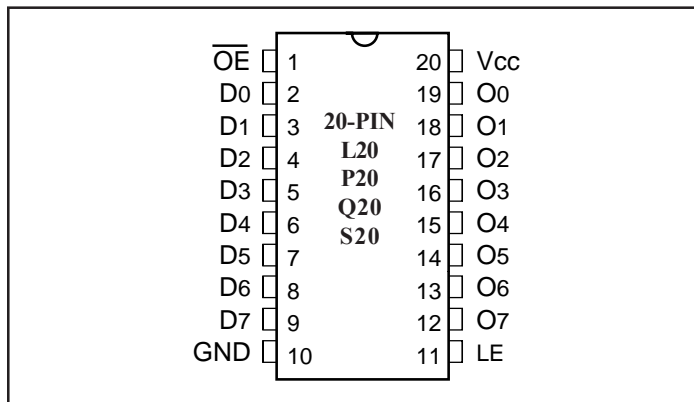 O̅E̅ 1 20 Vcc
D0 2 19 O0
D1 3 20-PIN 18 O1
D2 4 L20 17 O2
D3 5 P20 16 O3
D4 6 Q20 15 O4
D5 7 S20 14 O5
D6 8 13 O6
D7 9 12 O7
GND 10 11 LE